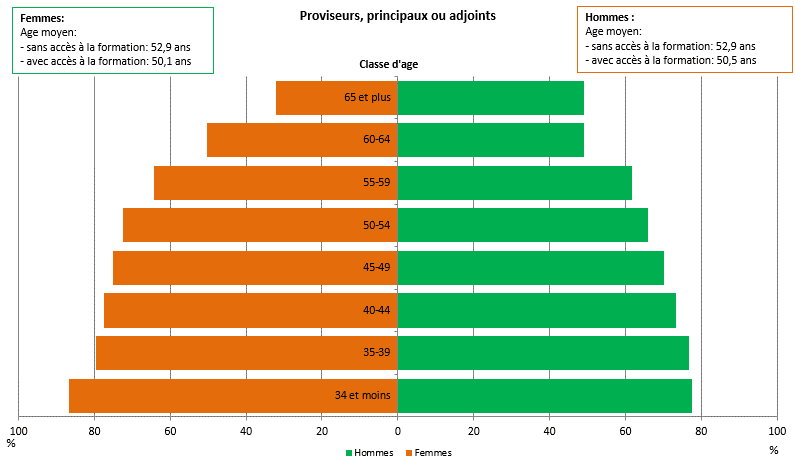 Proviseurs, principaux ou adjoints
Femmes:
Age moyen:
- sans accès à la formation: 52,9 ans
- avec accès à la formation: 50,1 ans
Hommes :
Age moyen:
- sans accès à la formation: 52,9 ans
- avec accès à la formation: 50,5 ans
Classe d'age
65 et plus
60-64
55-59
50-54
45-49
40-44
35-39
34 et moins
100 80 60 40 20 0 20 40 60 80 100
% %
Hommes Femmes